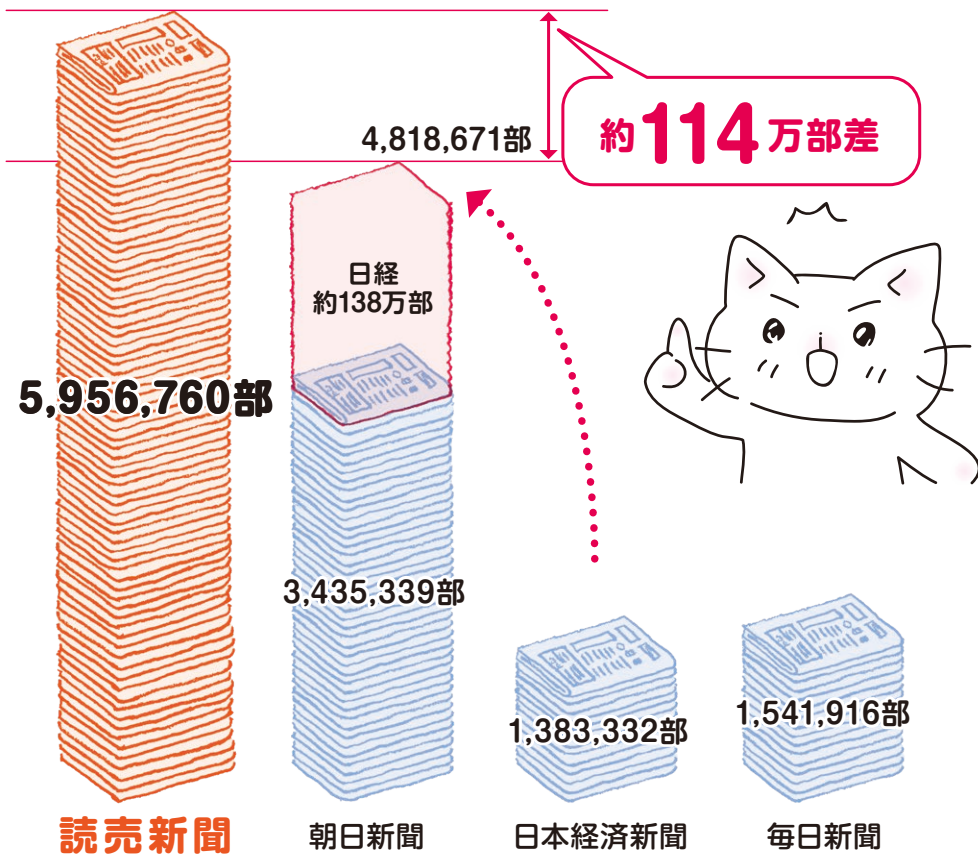 4,818,671部
約114万部差
日経
約138万部
5,956,760部
3,435,339部
1,383,332部
1,541,916部
読売新聞
朝日新聞
日本経済新聞
毎日新聞